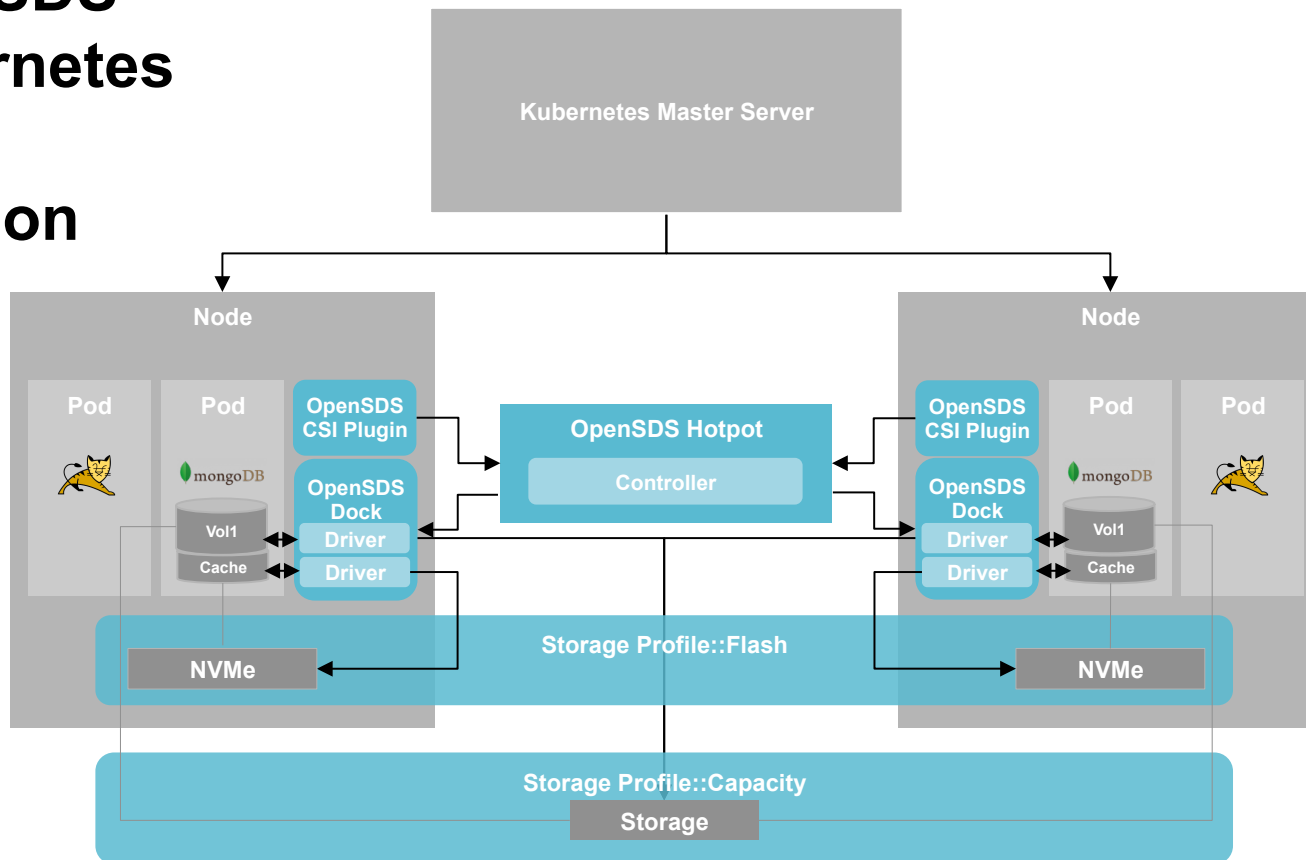 SDS
rnetes
on
Kubernetes Master Server
Node
Pod
Pod
mongoDB
Vol1
Cache
OpenSDS
CSI Plugin
OpenSDS
Dock
Driver
Driver
NVMe
OpenSDS Hotpot
Controller
Node
OpenSDS
CSI Plugin
OpenSDS
Dock
Driver
Driver
Pod
mongoDB
Vol1
Cache
Pod
NVMe
Storage Profile::Flash
Storage Profile::Capacity
Storage